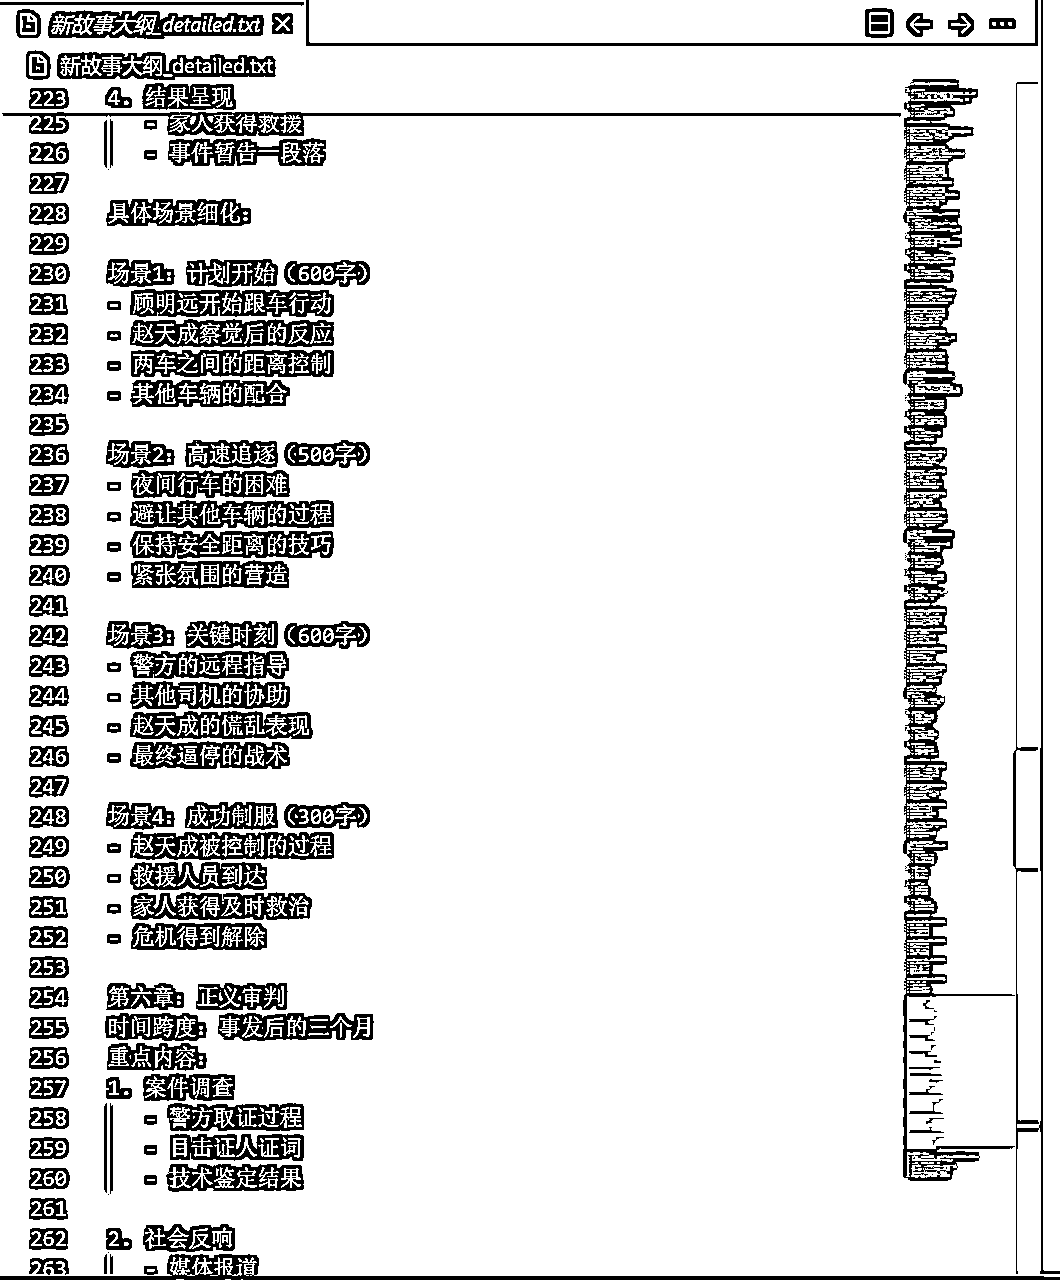 新故事大纲_detailed.txt
新故事大纲_detailed.txt
223 4. 结果呈现
225 - 家人获得救援
226 - 事件暂告一段落
227
228 具体场景细化:
229
230 场景1: 计划开始（600字）
231 - 顾明远开始跟车行动
232 - 赵天成察觉后的反应
233 - 两车之间的距离控制
234 - 其他车辆的配合
235
236 场景2: 高速追逐（500字）
237 - 夜间行车的困难
238 - 避让其他车辆的过程
239 - 保持安全距离的技巧
240 - 紧张氛围的营造
241
242 场景3: 关键时刻（600字）
243 - 警方的远程指导
244 - 其他司机的协助
245 - 赵天成的慌乱表现
246 - 最终逼停的战术
247
248 场景4: 成功制服（300字）
249 - 赵天成被控制的过程
250 - 救援人员到达
251 - 家人获得及时救治
252 - 危机得到解除
253
254 第六章: 正义审判
255 时间跨度: 事发后的三个月
256 重点内容:
257 1. 案件调查
258 - 警方取证过程
259 - 目击证人证词
260 - 技术鉴定结果
261
262 2. 社会反响
263 - 媒体报道